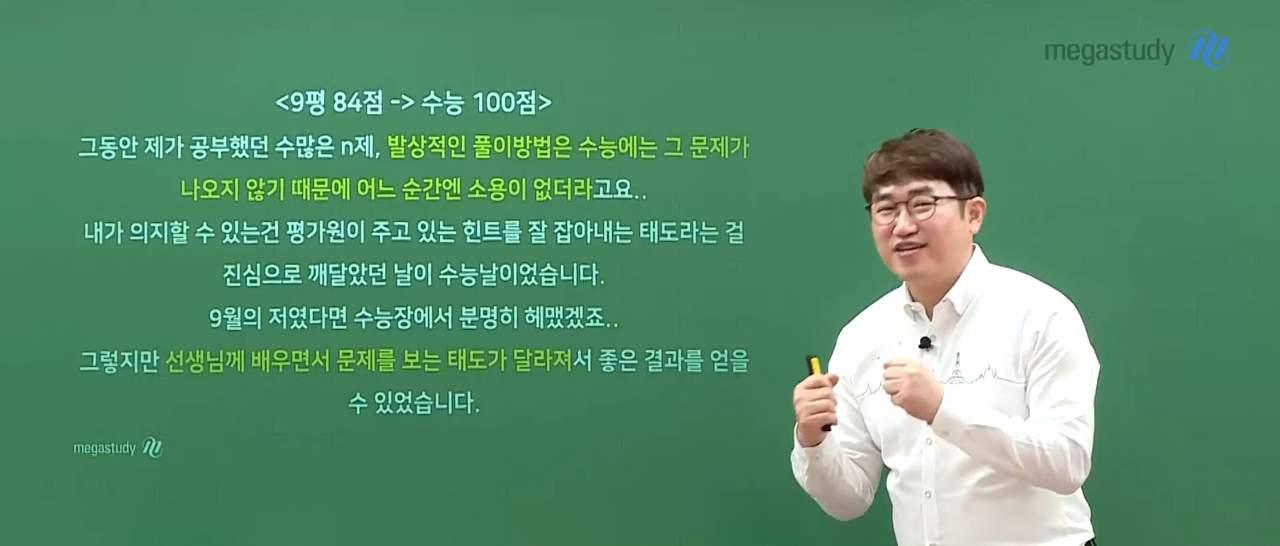 megastudy
<9평 84점 -> 수능 100점>
그동안 제가 공부했던 수많은 n제, 발상적인 풀이방법은 수능에는 그 문제가
나오지 않기 때문에 어느 순간엔 소용이 없더라고요..
내가 의지할 수 있는건 평가원이 주고 있는 힌트를 잘 잡아내는 태도라는 걸
진심으로 깨달았던 날이 수능날이었습니다.
9월의 저였다면 수능장에서 분명히 헤맸겠죠..
그렇지만 선생님께 배우면서 문제를 보는 태도가 달라져서 좋은 결과를 얻을
수 있었습니다.
megastudy